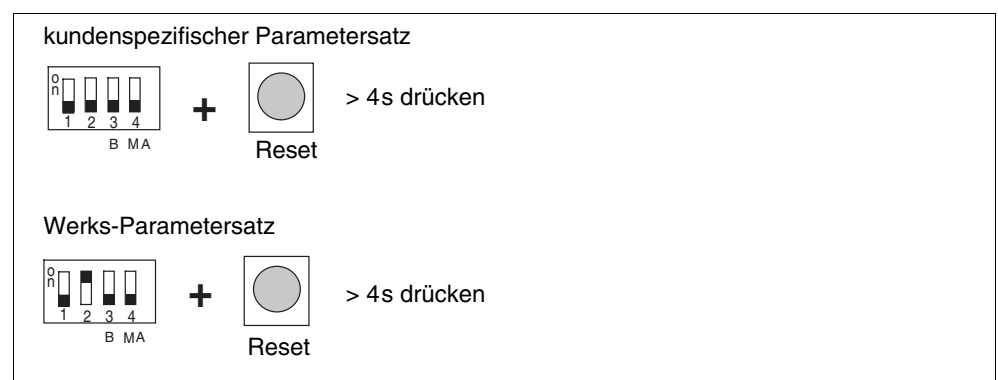 kundenspezifischer Parametersatz
on
1 2 3 4
B MA
+
Reset
> 4s drücken
Werks-Parametersatz
on
1 2 3 4
B MA
+
Reset
> 4s drücken